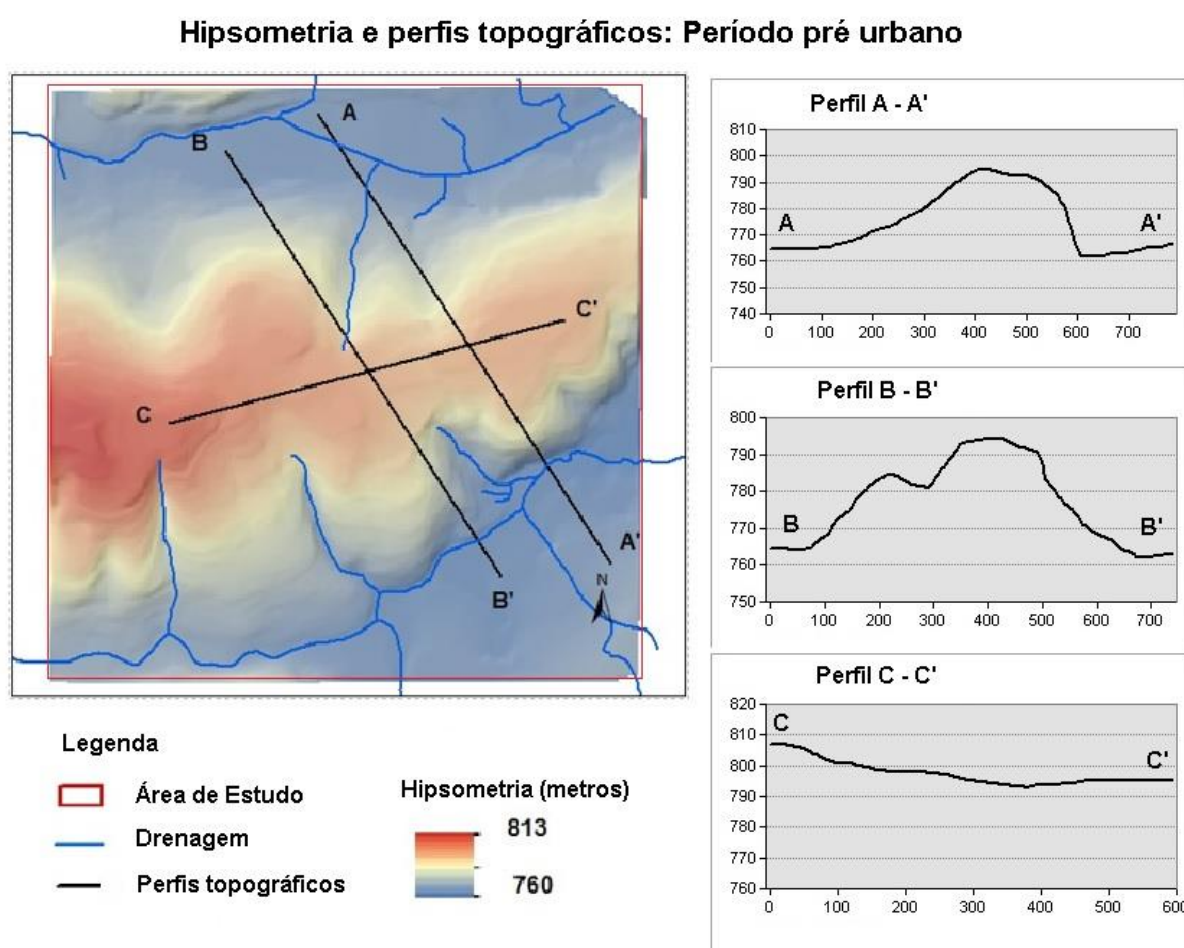 Hipsometria e perfis topográficos: Período pré urbano
A
B
C'
C
A'
B'
N
Legenda
Área de Estudo
Drenagem
Perfis topográficos
Hipsometria (metros)
813
760
Perfil A - A'
810
800
790
780
770
760
750
740
A
A'
0 100 200 300 400 500 600 700
Perfil B - B'
800
790
780
770
760
750
B
B'
0 100 200 300 400 500 600 700
Perfil C - C'
820
810
800
790
780
770
760
C
C'
0 100 200 300 400 500 600